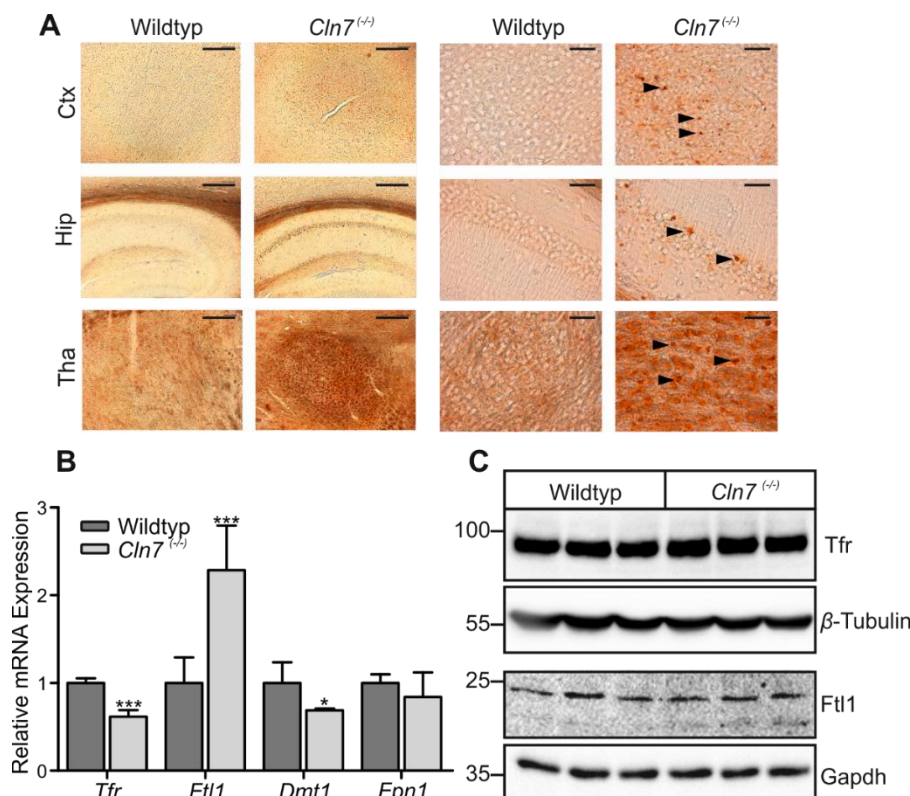 A
Wildtyp Cln7 (-/-) Wildtyp Cln7 (-/-)
Ctx
Hip
Tha
B
Relative mRNA Expression
3
2
1
0
Wildtyp
Cln7 (-/-)
***
***
*
Tfr Ftl1 Dmt1 Fpn1
C
Wildtyp Cln7 (-/-)
100 Tfr
55 β-Tubulin
25 Ftl1
35 Gapdh